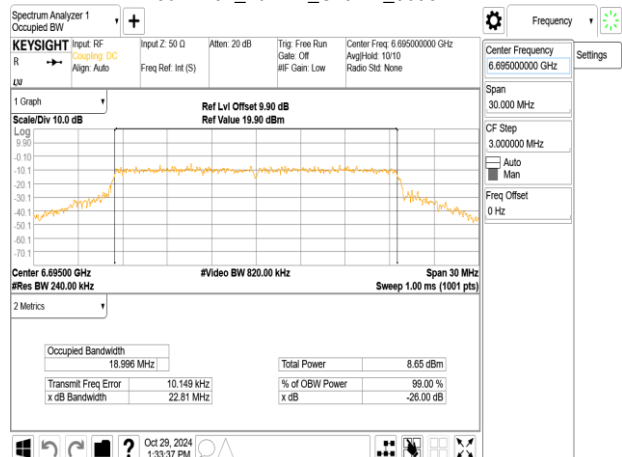 Spectrum Analyzer 1
Occupied BW
Frequency
KEYSIGHT
R
Input: RF
Coupling: DC
Align: Auto
Input Z: 50 Ω
Freq Ref: Int (S)
Atten: 20 dB
Trig: Free Run
Gate: Off
#IF Gain: Low
Center Freq: 6.695000000 GHz
Avg|Hold: 10/10
Radio Std: None
LXI
Center Frequency
6.695000000 GHz
Settings
Span
30.000 MHz
CF Step
3.000000 MHz
Auto
Man
Freq Offset
0 Hz
1 Graph
Scale/Div 10.0 dB
Ref Lvl Offset 9.90 dB
Ref Value 19.90 dBm
Log
9.90
-0.10
-10.1
-20.1
-30.1
-40.1
-50.1
-60.1
-70.1
Center 6.69500 GHz
#Video BW 820.00 kHz
Span 30 MHz
#Res BW 240.00 kHz
Sweep 1.00 ms (1001 pts)
2 Metrics
Occupied Bandwidth
18.996 MHz
Total Power 8.65 dBm
Transmit Freq Error 10.149 kHz
% of OBW Power 99.00 %
x dB Bandwidth 22.81 MHz
x dB -26.00 dB
?
Oct 29, 2024
1:33:37 PM